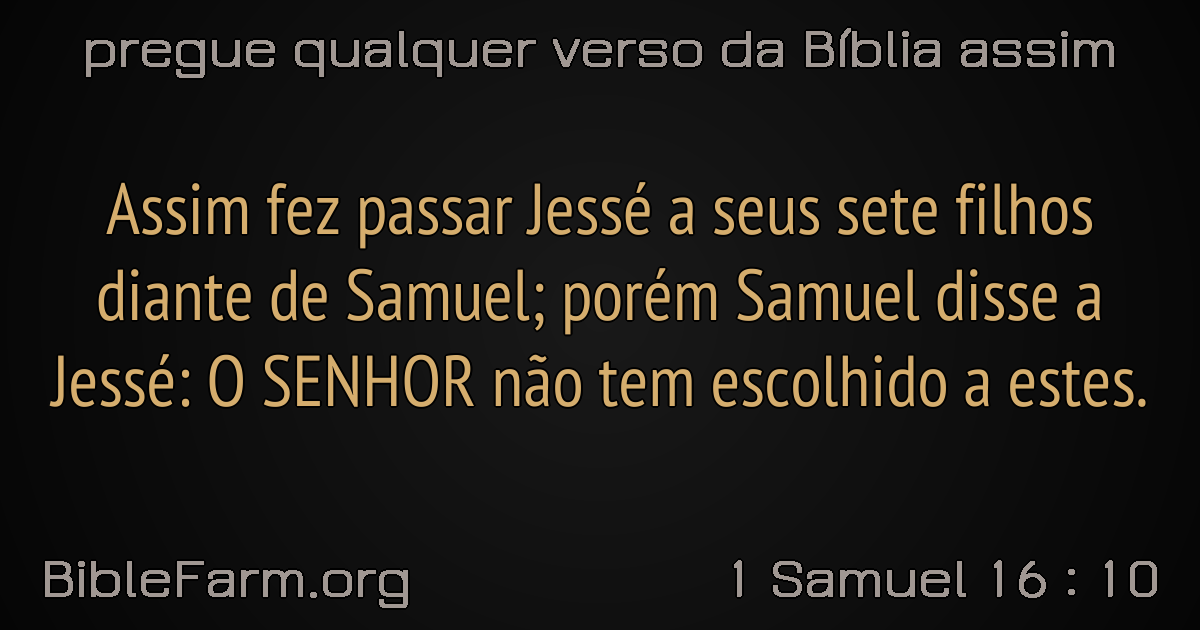 pregue qualquer verso da Bíblia assim
Assim fez passar Jessé a seus sete filhos
diante de Samuel; porém Samuel disse a
Jessé: O SENHOR não tem escolhido a estes.
BibleFarm.org
1 Samuel 16 : 10